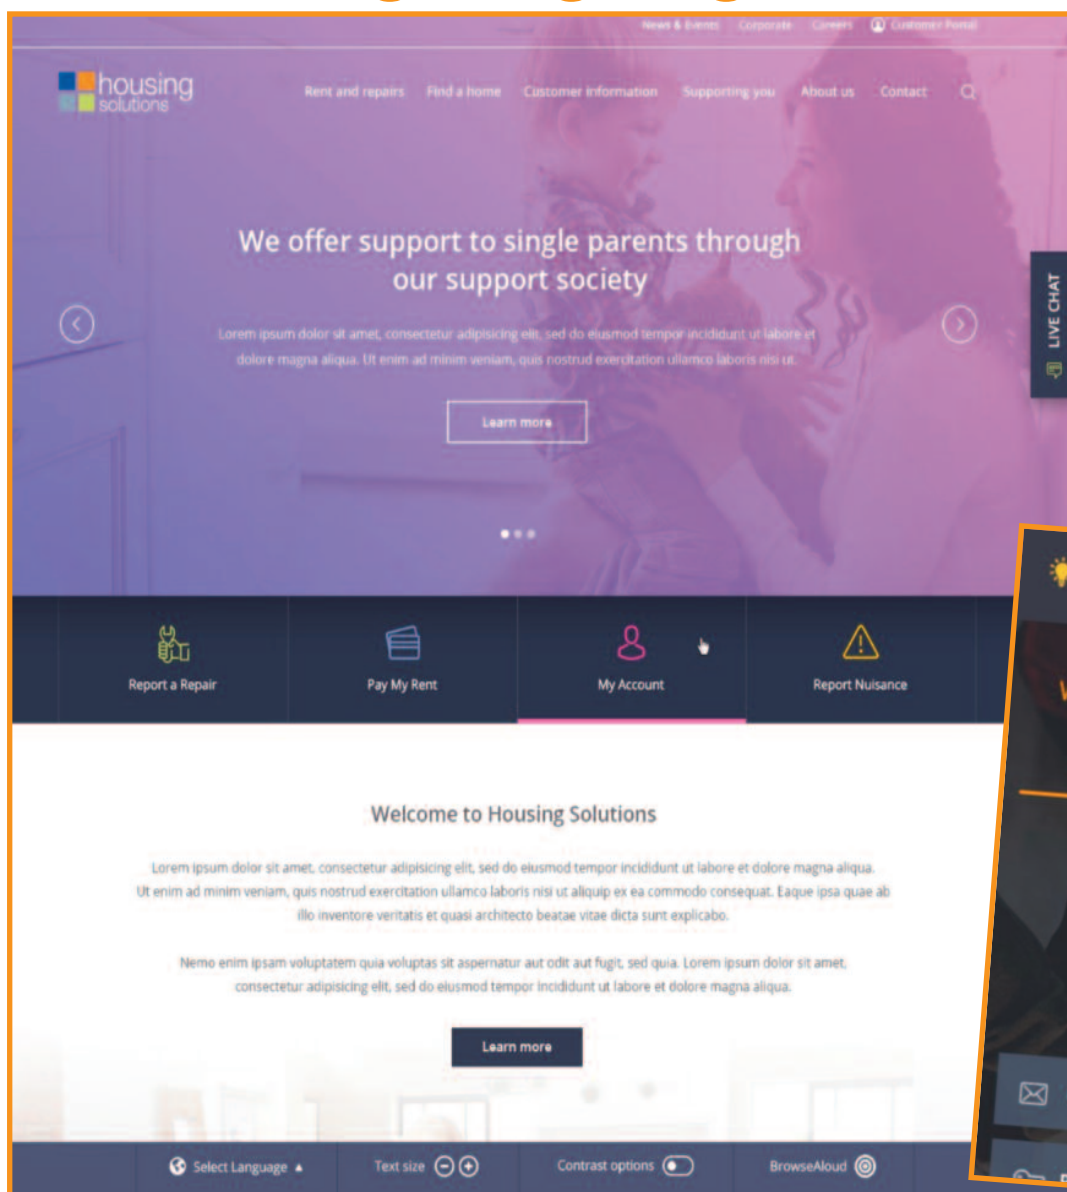 News & Events Corporate Careers Customer Portal
housing
solutions
Rent and repairs Find a home Customer information Supporting you About us Contact
We offer support to single parents through
our support society
Lorem ipsum dolor sit amet, consectetur adipisicing elit, sed do eiusmod tempor incididunt ut labore et
dolore magna aliqua. Ut enim ad minim veniam, quis nostrud exercitation ullamco laboris nisi ut.
LIVE CHAT
Learn more
Report a Repair Pay My Rent My Account Report Nuisance
Welcome to Housing Solutions
Lorem ipsum dolor sit amet, consectetur adipisicing elit, sed do eiusmod tempor incididunt ut labore et dolore magna aliqua.
Ut enim ad minim veniam, quis nostrud exercitation ullamco laboris nisi ut aliquip ex ea commodo consequat. Eaque ipsa quae ab
illo inventore veritatis et quasi architecto beatae vitae dicta sunt explicabo.
Nemo enim ipsam voluptatem quia voluptas sit aspernatur aut odit aut fugit, sed quia. Lorem ipsum dolor sit amet,
consectetur adipisicing elit, sed do eiusmod tempor incididunt ut labore et dolore magna aliqua.
Learn more
Select Language Text size Contrast options BrowseAloud